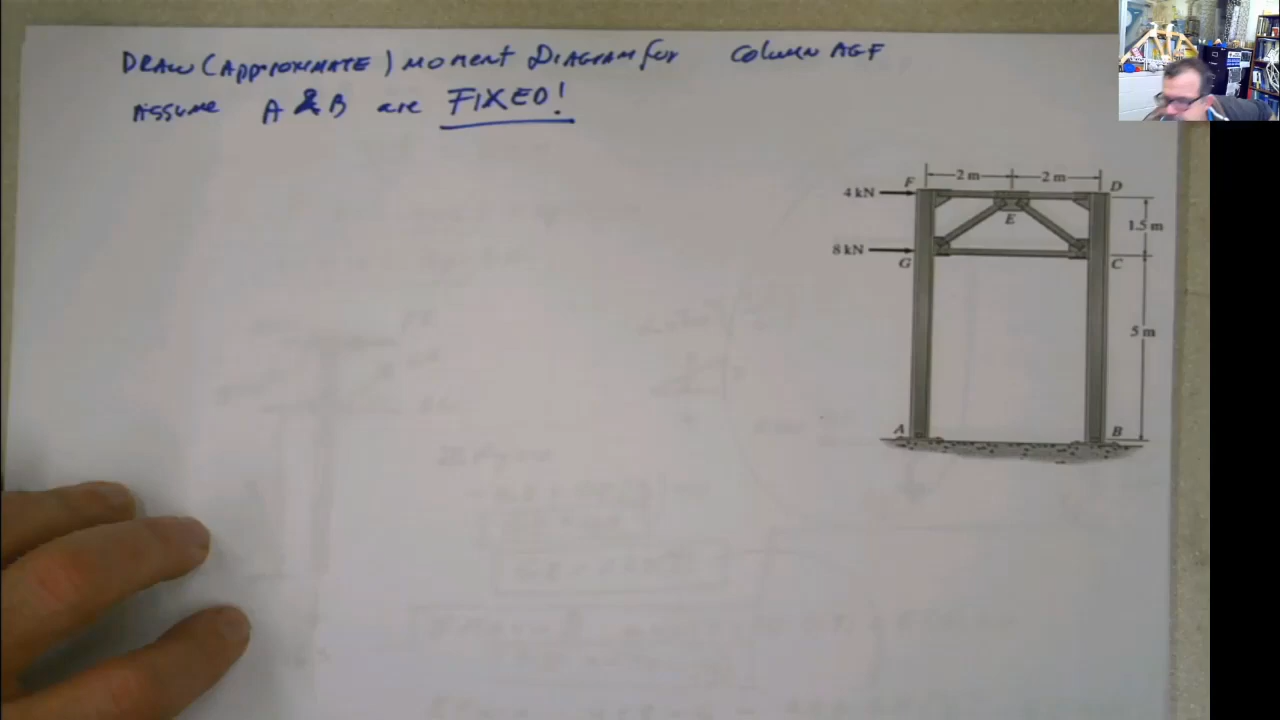 DRAW (APPROXIMATE) MOMENT DIAGRAM for COLUMN AGF
ASSUME A & B are FIXED!
2 m 2 m
F D
4 kN
E
1.5 m
8 kN
G C
5 m
A B